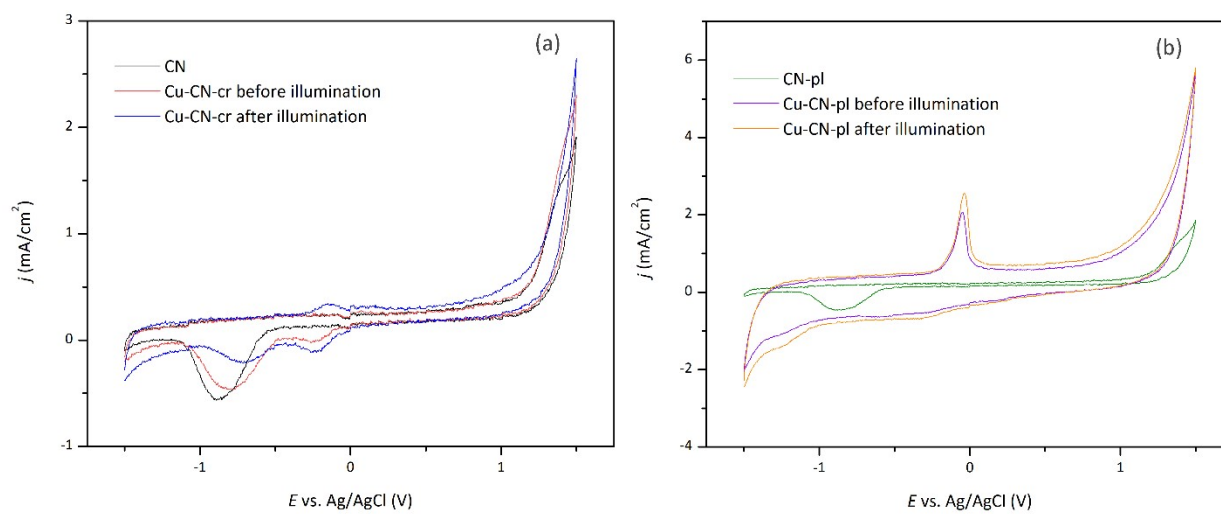 (a)
CN
Cu-CN-cr before illumination
Cu-CN-cr after illumination
3
2
1
0
-1
j (mA/cm²)
-1
0
1
E vs. Ag/AgCl (V)
(b)
CN-pl
Cu-CN-pl before illumination
Cu-CN-pl after illumination
6
4
2
0
-2
-4
j (mA/cm²)
-1
0
1
E vs. Ag/AgCl (V)